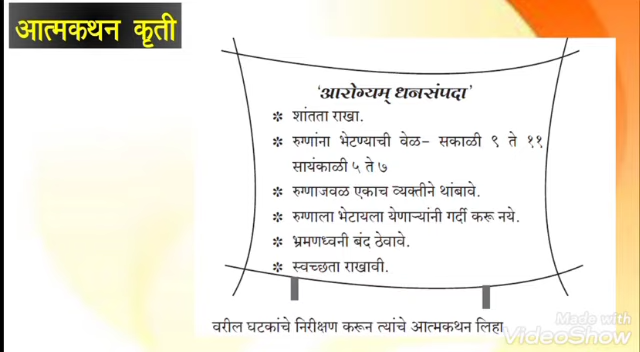 आत्मकथन कृती
'आरोग्यम् धनसंपदा'
* शांतता राखा.
* रुग्णांना भेटण्याची वेळ- सकाळी ९ ते ११
सायंकाळी ५ ते ७
* रुग्णाजवळ एकाच व्यक्तीने थांबावे.
* रुग्णाला भेटायला येणाऱ्यांनी गर्दी करू नये.
* भ्रमणध्वनी बंद ठेवावे.
* स्वच्छता राखावी.
वरील घटकांचे निरीक्षण करून त्यांचे आत्मकथन लिहा
Made with
VideoShow